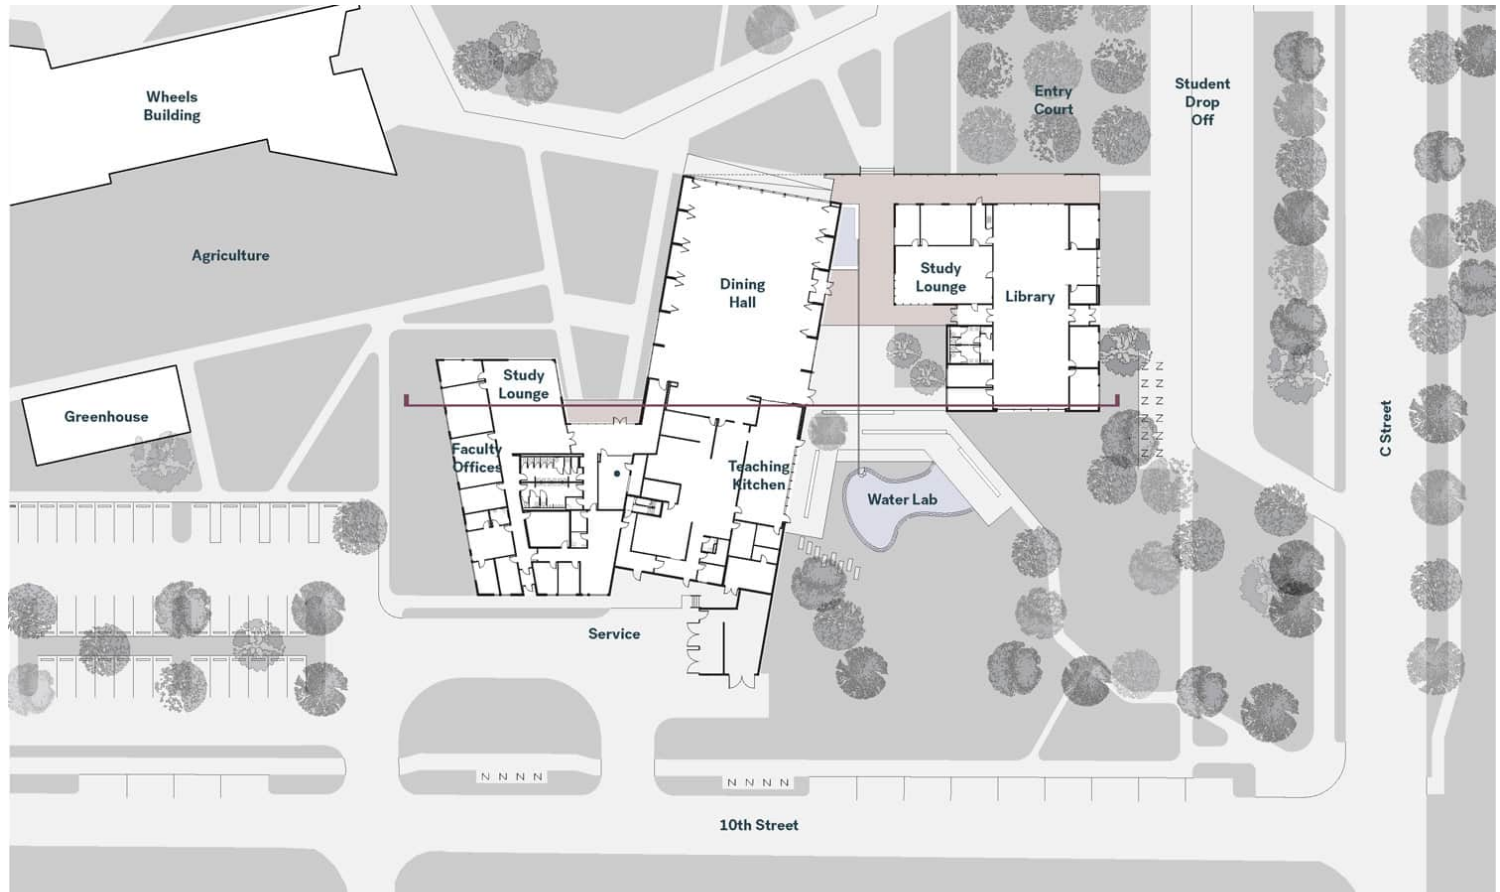 Wheels
Building
Entry
Court
Student
Drop
Off
Agriculture
Dining
Hall
Study
Lounge
Library
Study
Lounge
Greenhouse
Faculty
Offices
Teaching
Kitchen
Water Lab
C Street
Service
10th Street